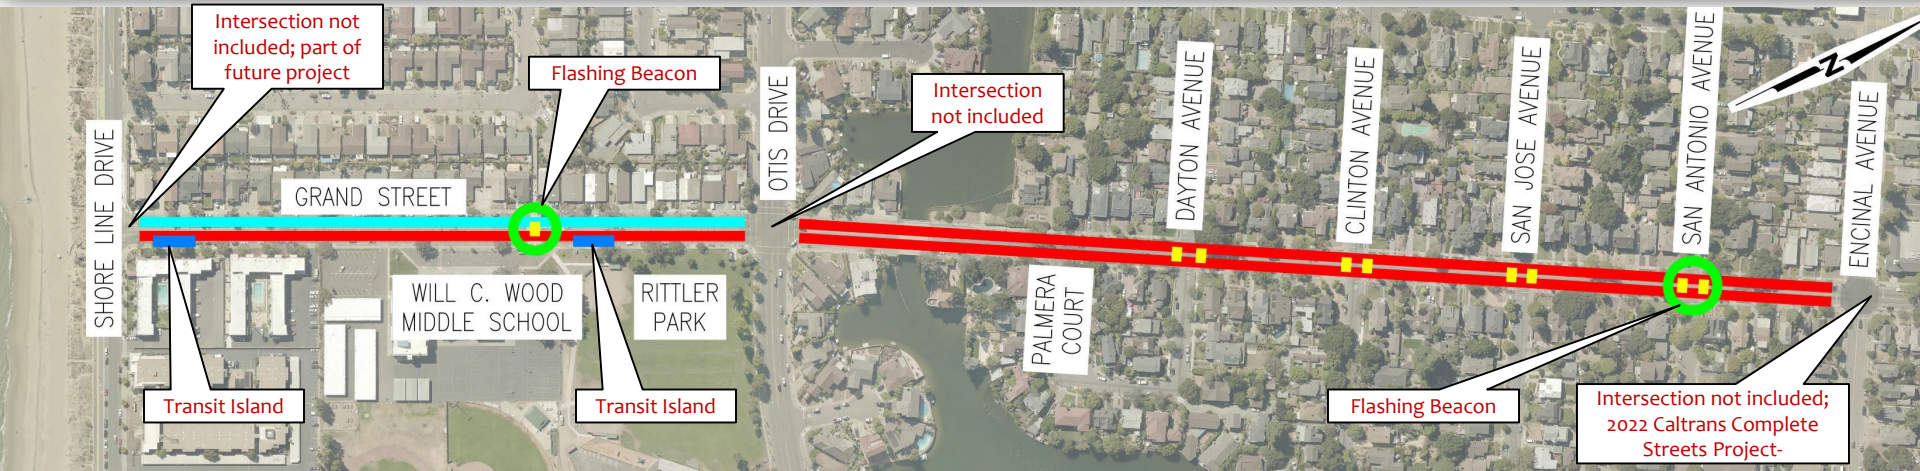 Intersection not
included; part of
future project
Flashing Beacon
Intersection
not included
N
SHORE LINE DRIVE
GRAND STREET
OTIS DRIVE
DAYTON AVENUE
CLINTON AVENUE
SAN JOSE AVENUE
SAN ANTONIO AVENUE
ENCINAL AVENUE
WILL C. WOOD
MIDDLE SCHOOL
RITTLER
PARK
PALMERA
COURT
Transit Island
Transit Island
Flashing Beacon
Intersection not included;
2022 Caltrans Complete
Streets Project-